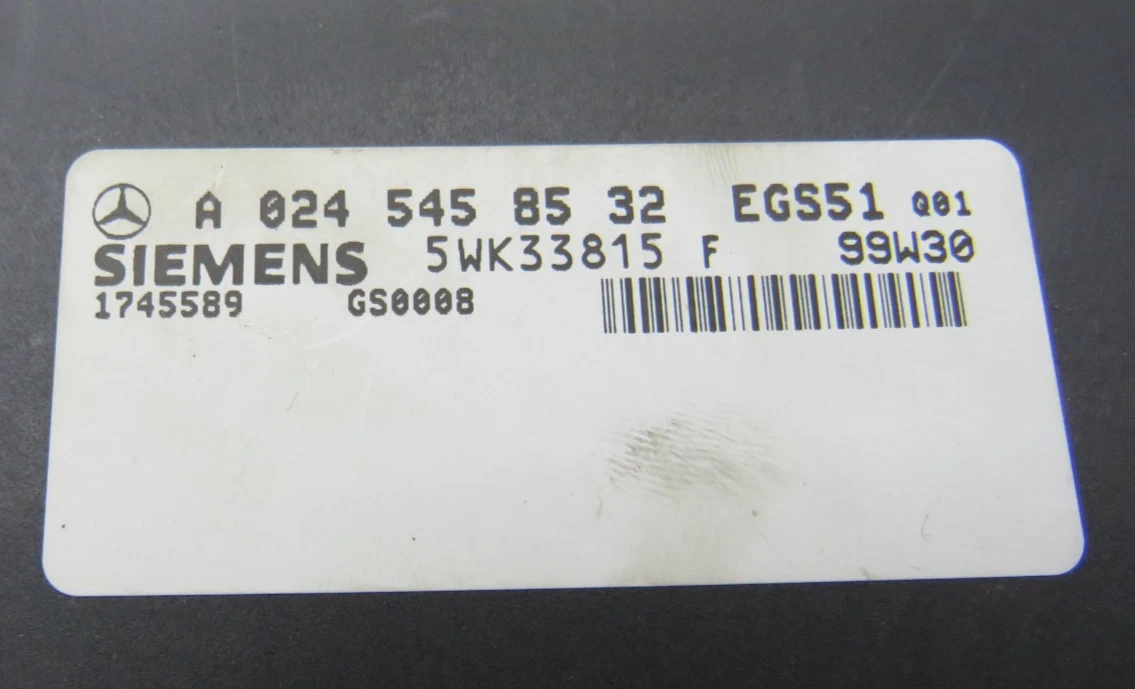 A 024 545 85 32 EGS51 Q01
SIEMENS 5WK33815 F 99W30
1745589 GS0008